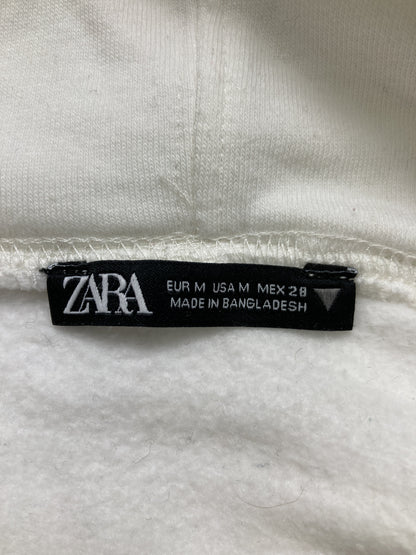 ZARA
EUR M USA M MEX 28
MADE IN BANGLADESH